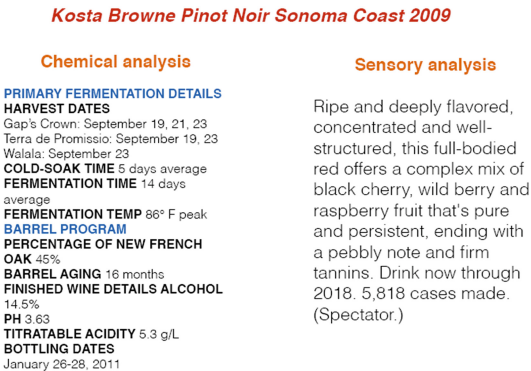 Kosta Browne Pinot Noir Sonoma Coast 2009
Chemical analysis
PRIMARY FERMENTATION DETAILS
HARVEST DATES
Gap's Crown: September 19, 21, 23
Terra de Promissio: September 19, 23
Walala: September 23
COLD-SOAK TIME 5 days average
FERMENTATION TIME 14 days
average
FERMENTATION TEMP 86° F peak
BARREL PROGRAM
PERCENTAGE OF NEW FRENCH
OAK 45%
BARREL AGING 16 months
FINISHED WINE DETAILS ALCOHOL
14.5%
PH 3.63
TITRATABLE ACIDITY 5.3 g/L
BOTTLING DATES
January 26-28, 2011
Sensory analysis
Ripe and deeply flavored,
concentrated and well-
structured, this full-bodied
red offers a complex mix of
black cherry, wild berry and
raspberry fruit that's pure
and persistent, ending with
a pebbly note and firm
tannins. Drink now through
2018. 5,818 cases made.
(Spectator.)